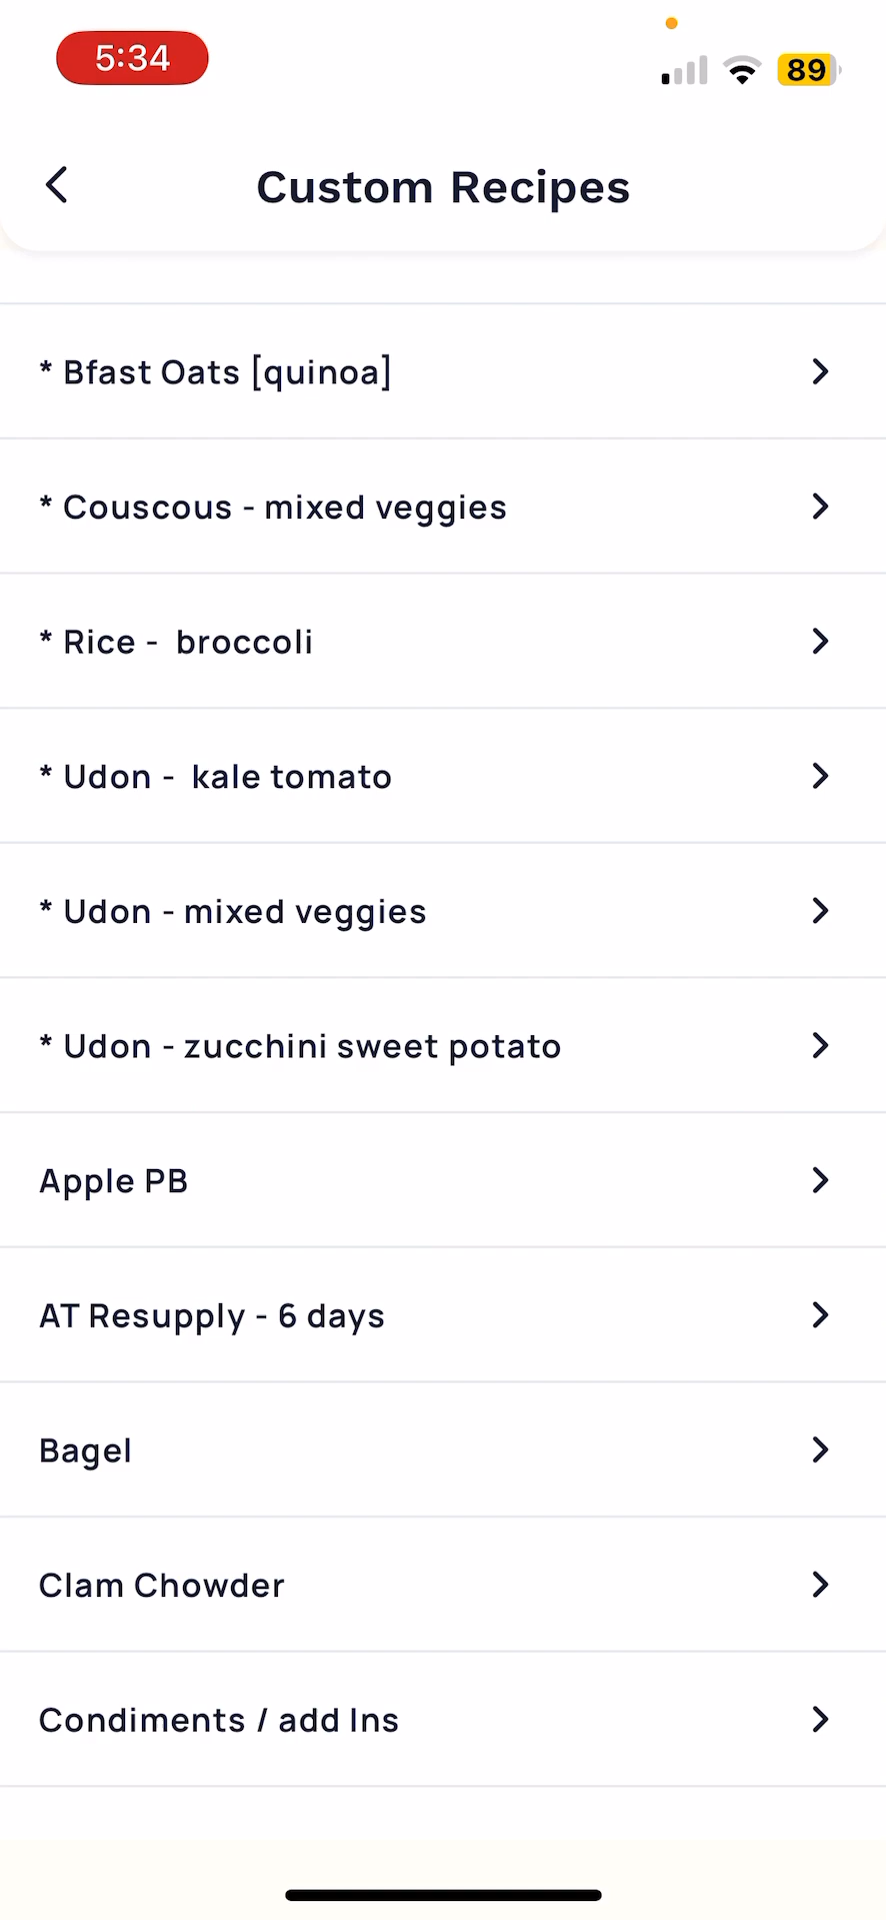 5:34
89
Custom Recipes
* Bfast Oats [quinoa]
* Couscous - mixed veggies
* Rice -  broccoli
* Udon -  kale tomato
* Udon - mixed veggies
* Udon - zucchini sweet potato
Apple PB
AT Resupply - 6 days
Bagel
Clam Chowder
Condiments / add Ins